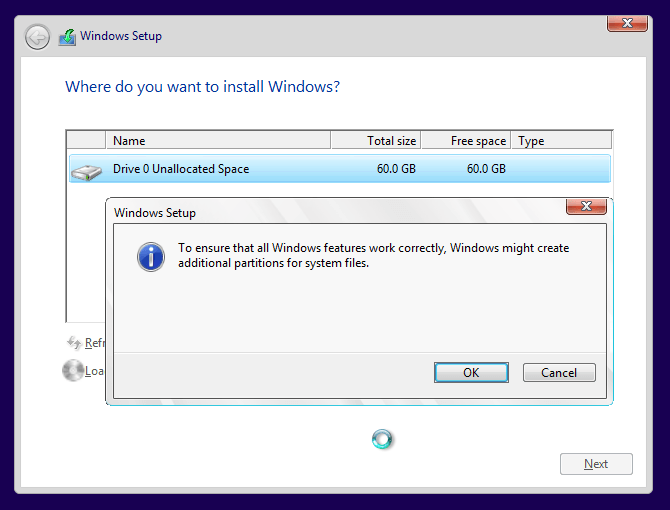 Windows Setup
Where do you want to install Windows?
Name Total size Free space Type
Drive 0 Unallocated Space 60.0 GB 60.0 GB
Windows Setup
To ensure that all Windows features work correctly, Windows might create
additional partitions for system files.
Refr
Loa
OK Cancel
Next